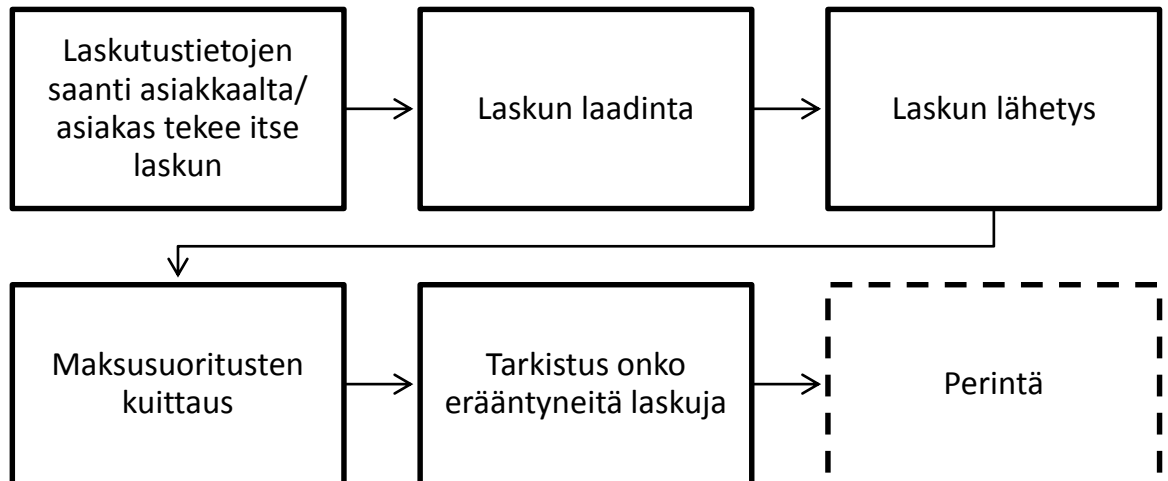 Laskutustietojen
saanti asiakkaalta/
asiakas tekee itse
laskun
Laskun laadinta
Laskun lähetys
Maksusuoritusten
kuittaus
Tarkistus onko
erääntyneitä laskuja
Perintä